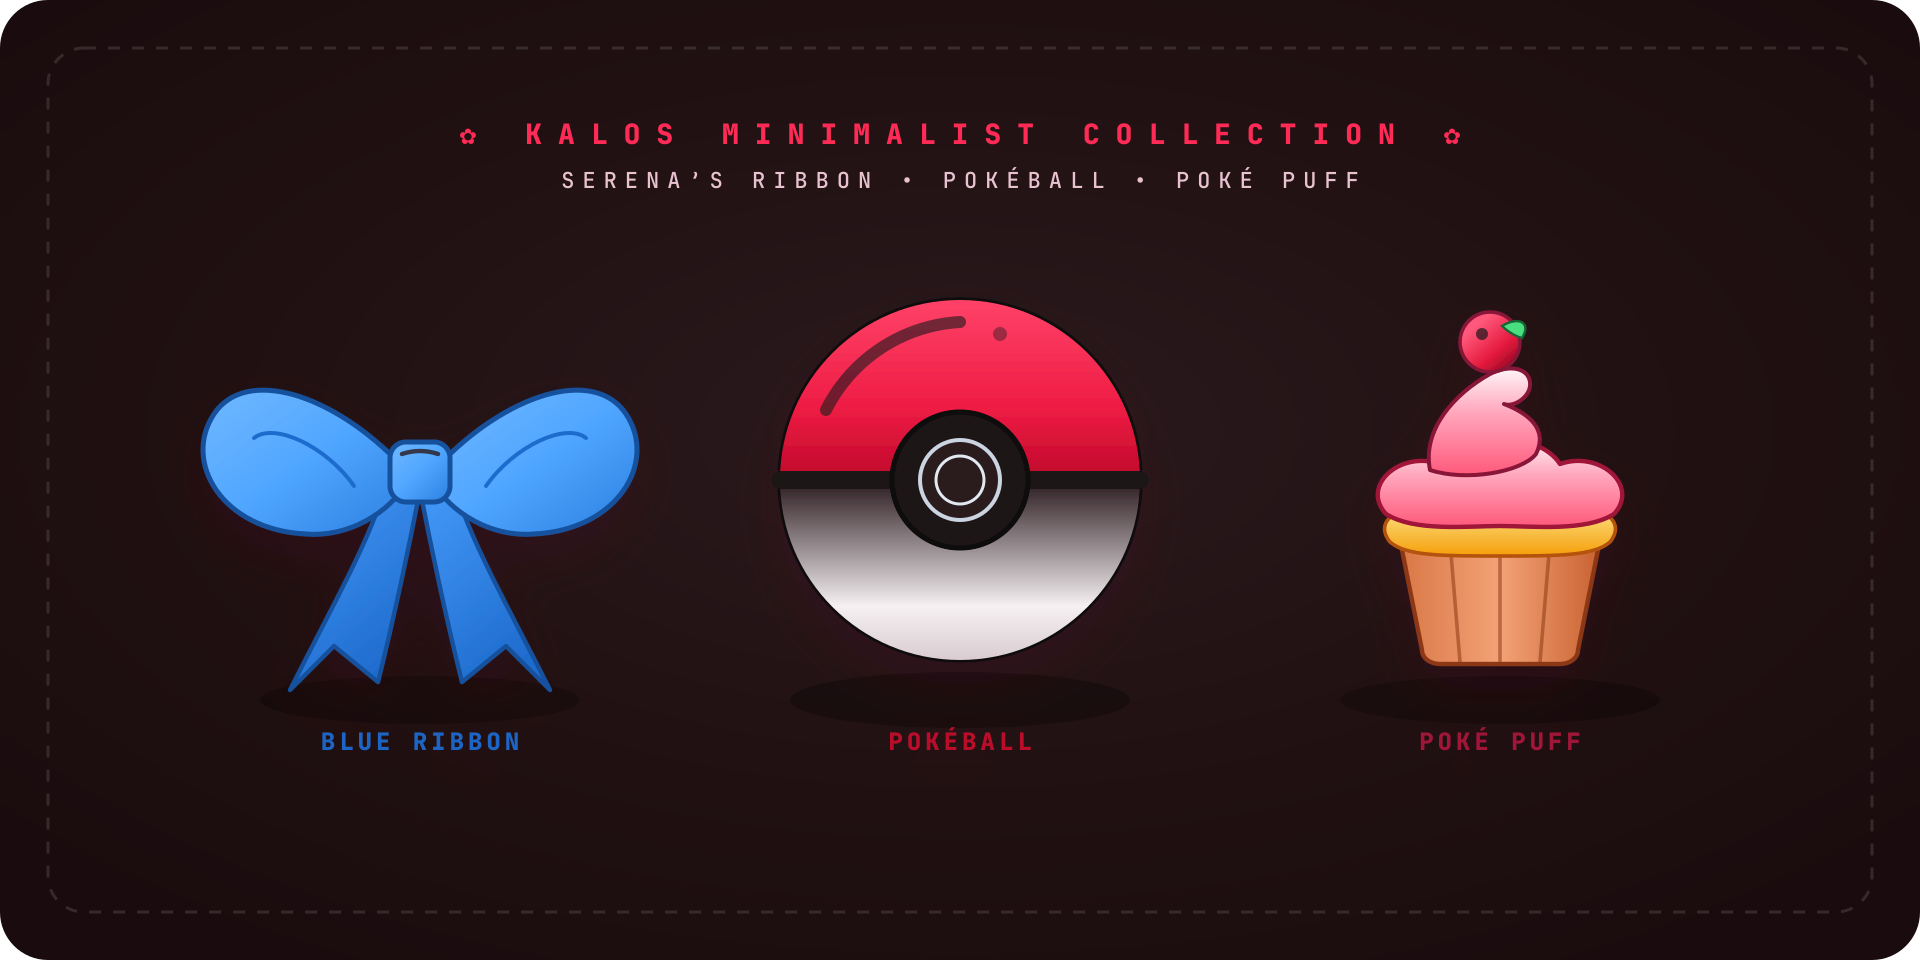 ✿ KALOS MINIMALIST COLLECTION ✿
SERENA’S RIBBON • POKÉBALL • POKÉ PUFF
BLUE RIBBON
POKÉBALL
POKÉ PUFF